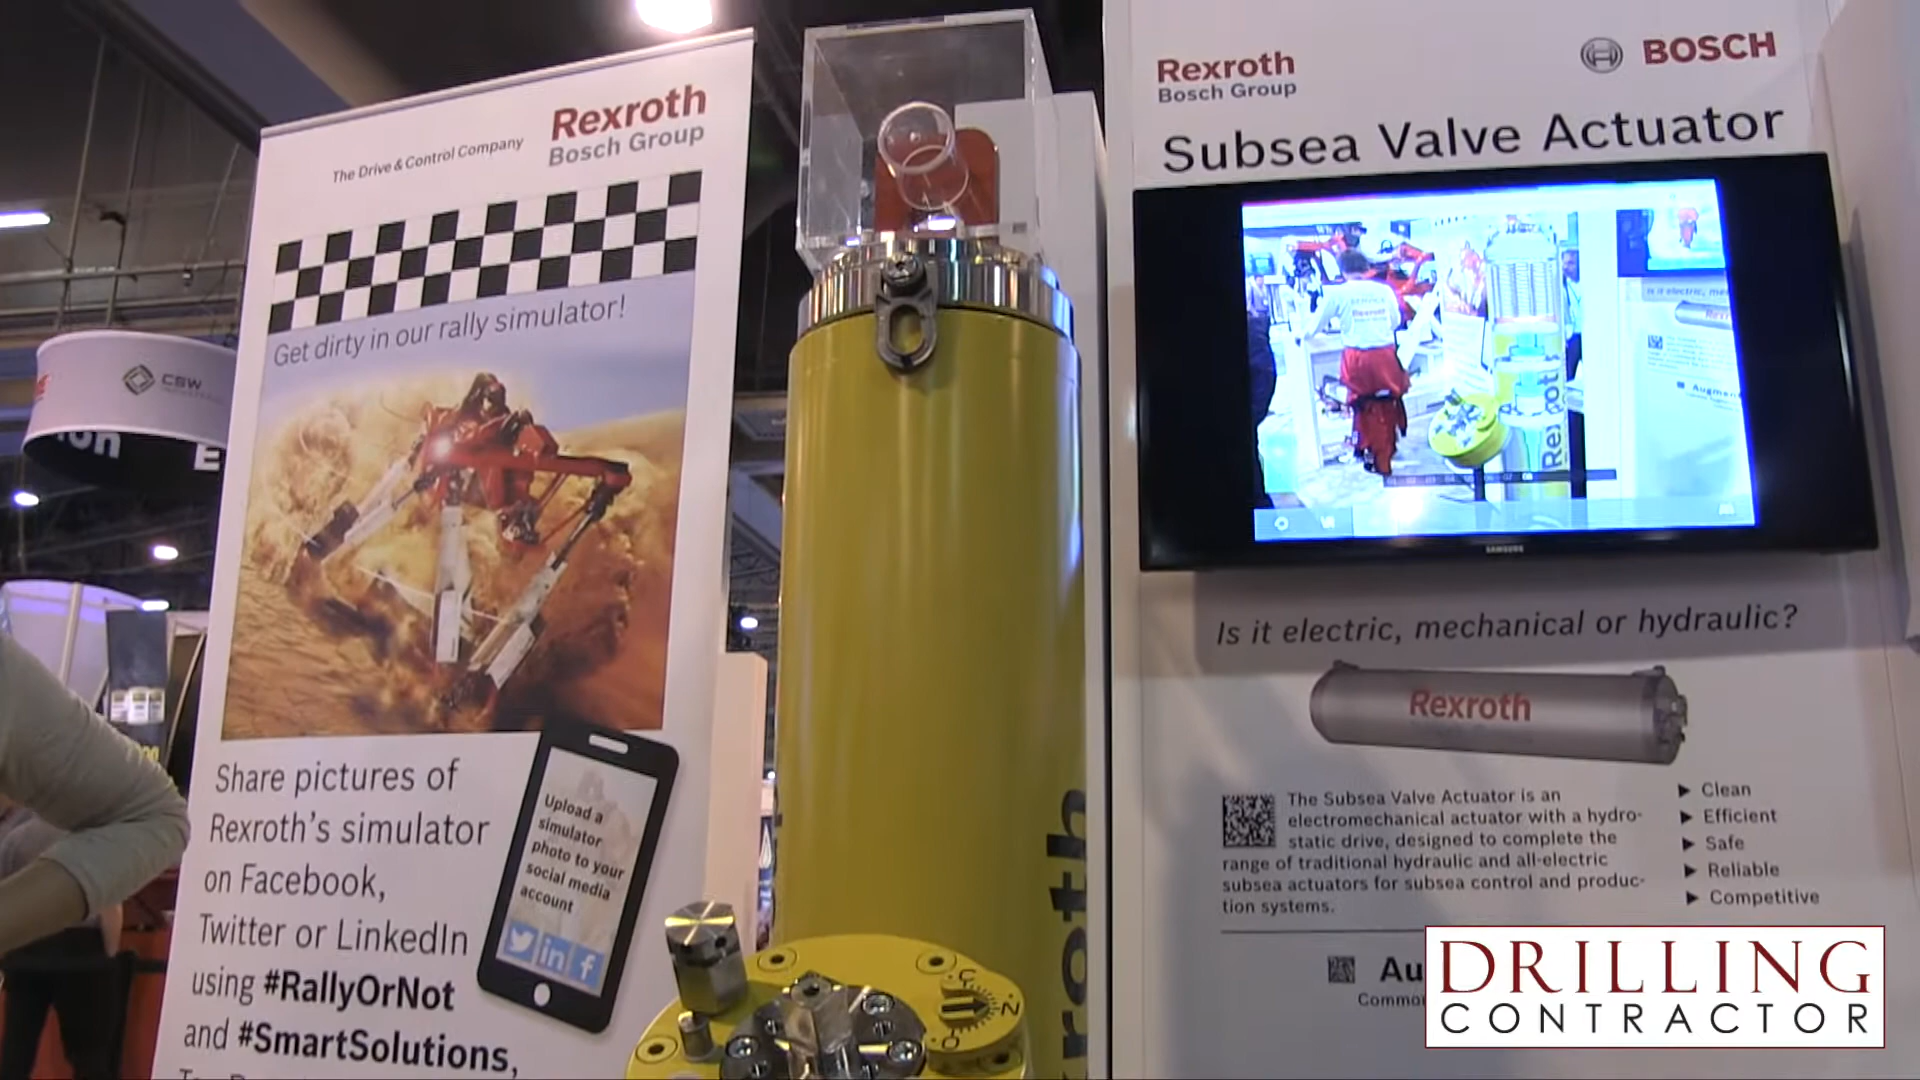 The Drive & Control Company
Rexroth
Bosch Group
Get dirty in our rally simulator!
Share pictures of
Rexroth's simulator
on Facebook,
Twitter or LinkedIn
using #RallyOrNot
and #SmartSolutions,
Upload a
simulator
photo to your
social media
account
in f
CSW
on
E
Rexroth
Bosch Group
BOSCH
Subsea Valve Actuator
SAMSUNG
Is it electric, mechanical or hydraulic?
Rexroth
The Subsea Valve Actuator is an
electromechanical actuator with a hydro-
static drive, designed to complete the
range of traditional hydraulic and all-electric
subsea actuators for subsea control and produc-
tion systems.
▶ Clean
▶ Efficient
▶ Safe
▶ Reliable
▶ Competitive
Au
Commo
roth
DRILLING
CONTRACTOR